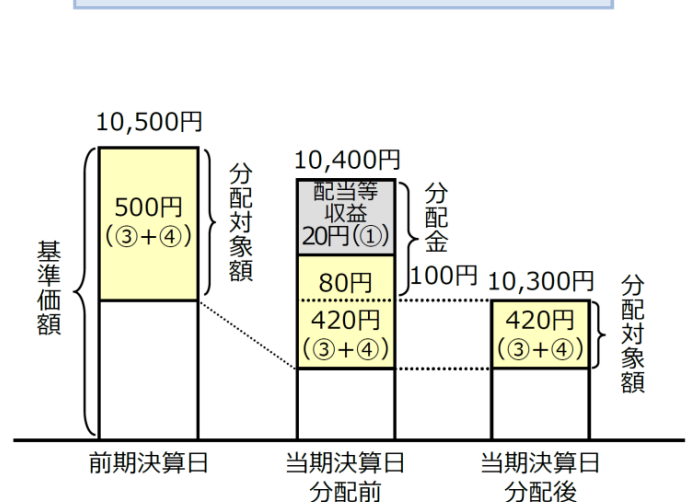 10,500円
500円
(③+④)
分配対象額
基準価額
前期決算日
10,400円
配当等
収益
20円(①)
分配金
100円
80円
420円
(③+④)
当期決算日
分配前
10,300円
420円
(③+④)
分配対象額
当期決算日
分配後